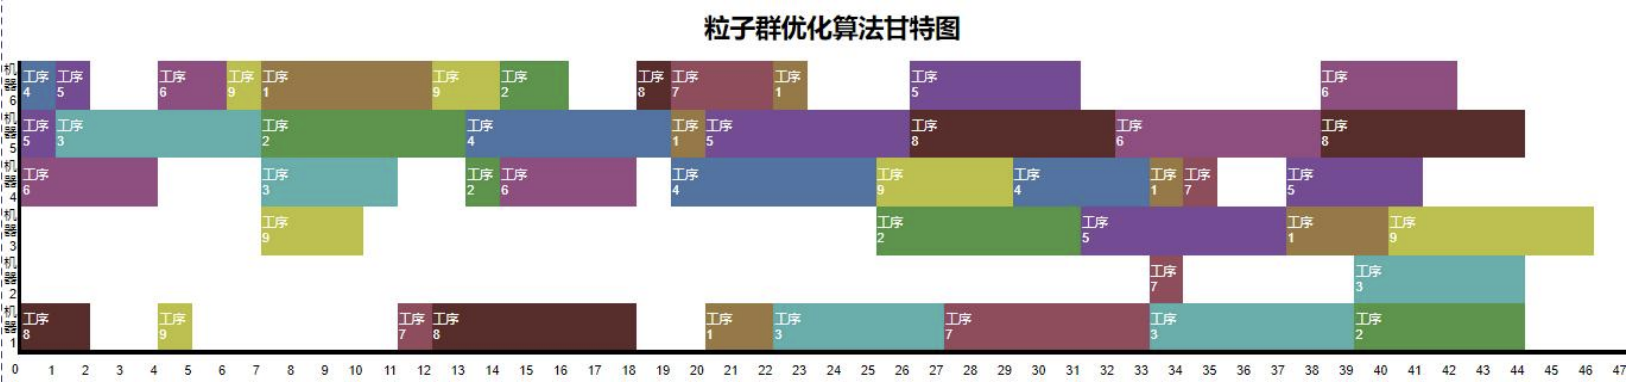 粒子群优化算法甘特图
机器6
工序4 工序5 工序6 工序9 工序1 工序9 工序2 工序8 工序7 工序1 工序5 工序6
机器5
工序5 工序3 工序2 工序4 工序1 工序5 工序8 工序6 工序8
机器4
工序6 工序3 工序2 工序6 工序4 工序9 工序4 工序1 工序7 工序5
机器3
工序9 工序2 工序5 工序1 工序9
机器2
工序7 工序3
机器1
工序8 工序9 工序7 工序8 工序1 工序3 工序7 工序3 工序2
0 1 2 3 4 5 6 7 8 9 10 11 12 13 14 15 16 17 18 19 20 21 22 23 24 25 26 27 28 29 30 31 32 33 34 35 36 37 38 39 40 41 42 43 44 45 46 47